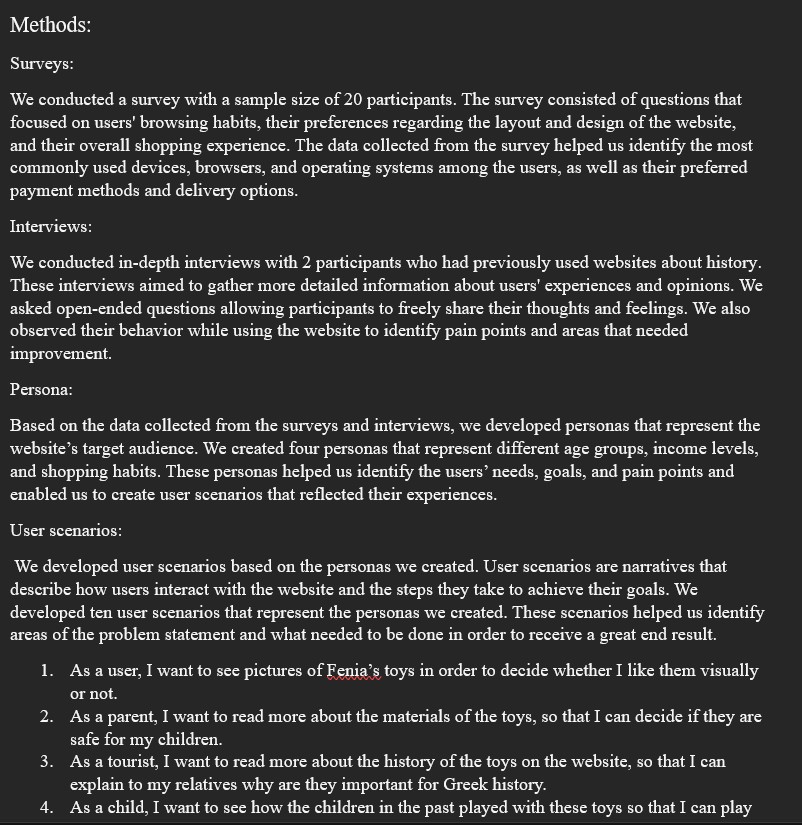 Methods:
Surveys:
We conducted a survey with a sample size of 20 participants. The survey consisted of questions that
focused on users' browsing habits, their preferences regarding the layout and design of the website,
and their overall shopping experience. The data collected from the survey helped us identify the most
commonly used devices, browsers, and operating systems among the users, as well as their preferred
payment methods and delivery options.
Interviews:
We conducted in-depth interviews with 2 participants who had previously used websites about history.
These interviews aimed to gather more detailed information about users' experiences and opinions. We
asked open-ended questions allowing participants to freely share their thoughts and feelings. We also
observed their behavior while using the website to identify pain points and areas that needed
improvement.
Persona:
Based on the data collected from the surveys and interviews, we developed personas that represent the
website’s target audience. We created four personas that represent different age groups, income levels,
and shopping habits. These personas helped us identify the users’ needs, goals, and pain points and
enabled us to create user scenarios that reflected their experiences.
User scenarios:
We developed user scenarios based on the personas we created. User scenarios are narratives that
describe how users interact with the website and the steps they take to achieve their goals. We
developed ten user scenarios that represent the personas we created. These scenarios helped us identify
areas of the problem statement and what needed to be done in order to receive a great end result.
1. As a user, I want to see pictures of Fenia’s toys in order to decide whether I like them visually
or not.
2. As a parent, I want to read more about the materials of the toys, so that I can decide if they are
safe for my children.
3. As a tourist, I want to read more about the history of the toys on the website, so that I can
explain to my relatives why are they important for Greek history.
4. As a child, I want to see how the children in the past played with these toys so that I can play